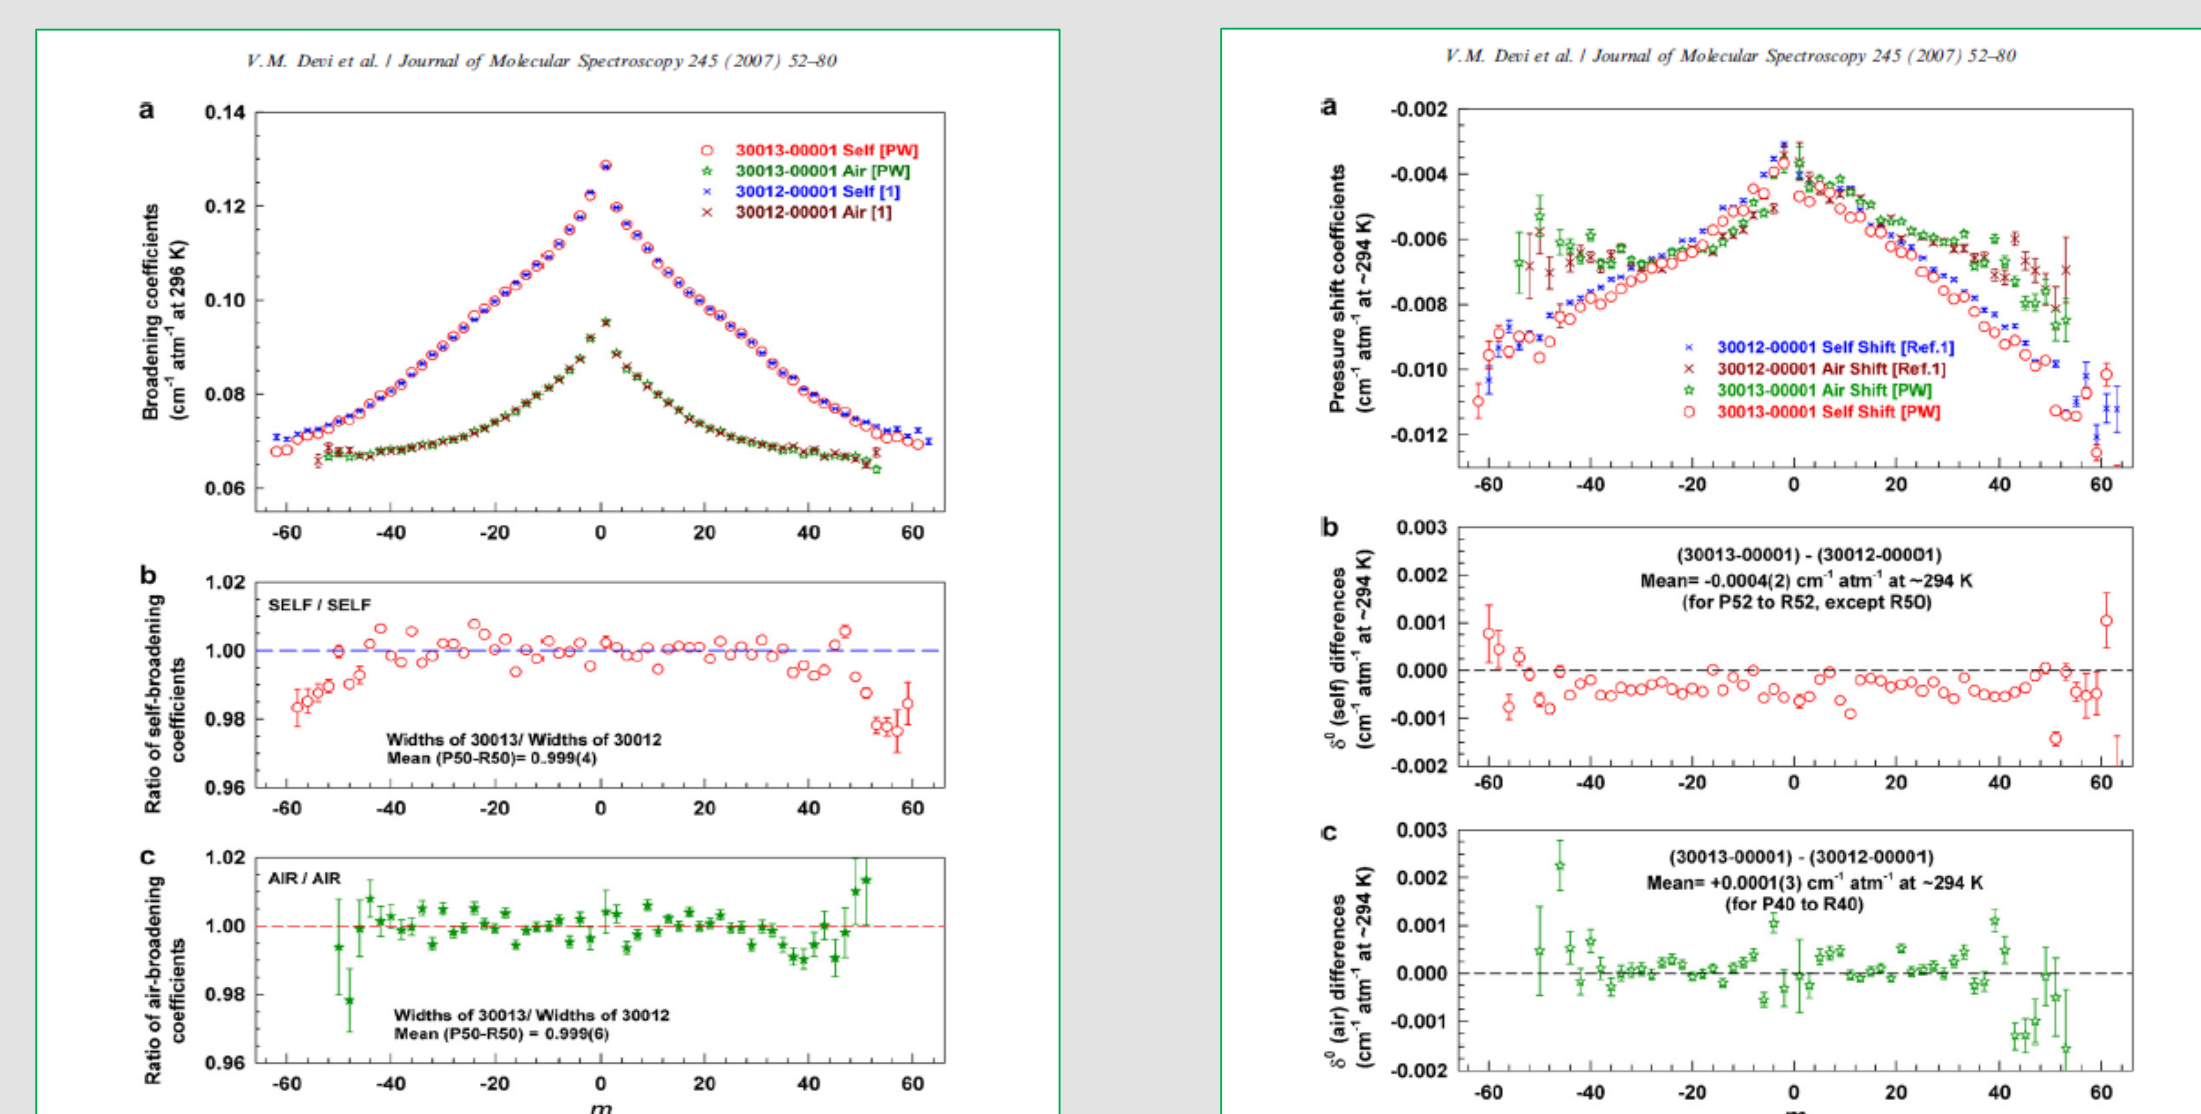 V.M. Devi et al. / Journal of Molecular Spectroscopy 245 (2007) 52–80
a
Broadening coefficients
(cm⁻¹ atm⁻¹ at 296 K)
0.14
0.12
0.10
0.08
0.06
30013-00001 Self [PW]
30013-00001 Air [PW]
30012-00001 Self [1]
30012-00001 Air [1]
-60 -40 -20 0 20 40 60
b
Ratio of self-broadening
coefficients
1.02
1.00
0.98
0.96
SELF / SELF
Widths of 30013/ Widths of 30012
Mean (P50-R50)= 0.999(4)
-60 -40 -20 0 20 40 60
c
Ratio of air-broadening
coefficients
1.02
1.00
0.98
0.96
AIR / AIR
Widths of 30013/ Widths of 30012
Mean (P50-R50) = 0.999(6)
-60 -40 -20 0 20 40 60
m
V.M. Devi et al. / Journal of Molecular Spectroscopy 245 (2007) 52–80
a
Pressure shift coefficients
(cm⁻¹ atm⁻¹ at ~294 K)
-0.002
-0.004
-0.006
-0.008
-0.010
-0.012
30012-00001 Self Shift [Ref.1]
30012-00001 Air Shift [Ref.1]
30013-00001 Air Shift [PW]
30013-00001 Self Shift [PW]
-60 -40 -20 0 20 40 60
b
δ⁰ (self) differences
(cm⁻¹ atm⁻¹ at ~294 K)
0.003
0.002
0.001
0.000
-0.001
-0.002
(30013-00001) - (30012-00001)
Mean= -0.0004(2) cm⁻¹ atm⁻¹ at ~294 K
(for P52 to R52, except R50)
-60 -40 -20 0 20 40 60
c
δ⁰ (air) differences
(cm⁻¹ atm⁻¹ at ~294 K)
0.003
0.002
0.001
0.000
-0.001
-0.002
(30013-00001) - (30012-00001)
Mean= +0.0001(3) cm⁻¹ atm⁻¹ at ~294 K
(for P40 to R40)
-60 -40 -20 0 20 40 60
m